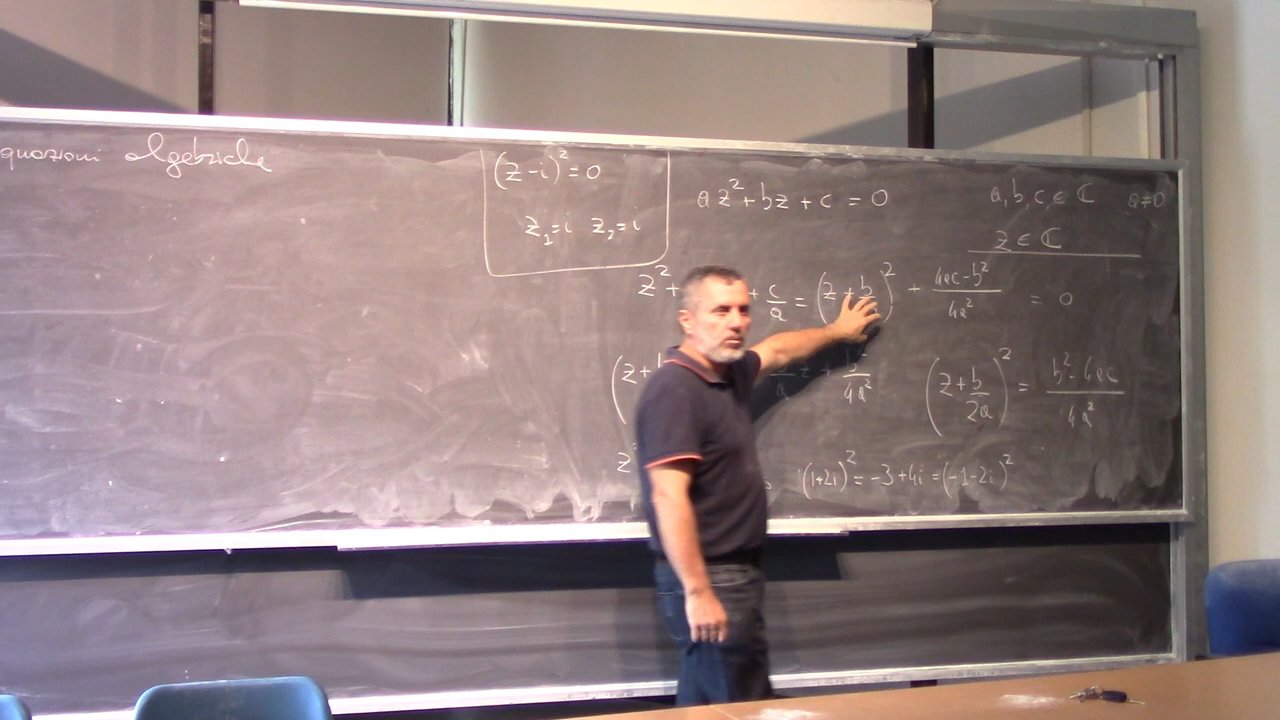 quazioni algebriche
(z-i)² = 0
z₁=i z₂=i
az² + bz + c = 0 a, b, c, ∈ ℂ a≠0
z ∈ ℂ
z² + + c/a = (z + b )² + (4ac-b²)/4a² = 0
(z + b z + b²/4a² (z + b/2a)² = (b²-4ac)/4a²
z² (1+2i)² = -3+4i = (-1-2i)²